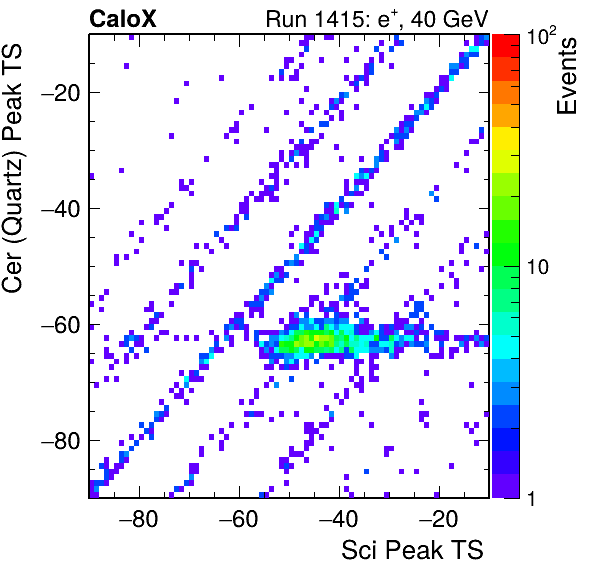 CaloX
Run 1415: e⁺, 40 GeV
Cer (Quartz) Peak TS
−20
−40
−60
−80
−80
−60
−40
−20
Sci Peak TS
10²
10
1
Events